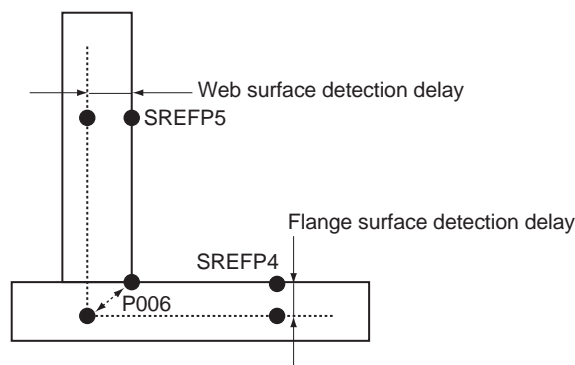 Web surface detection delay
SREFP5
Flange surface detection delay
SREFP4
P006